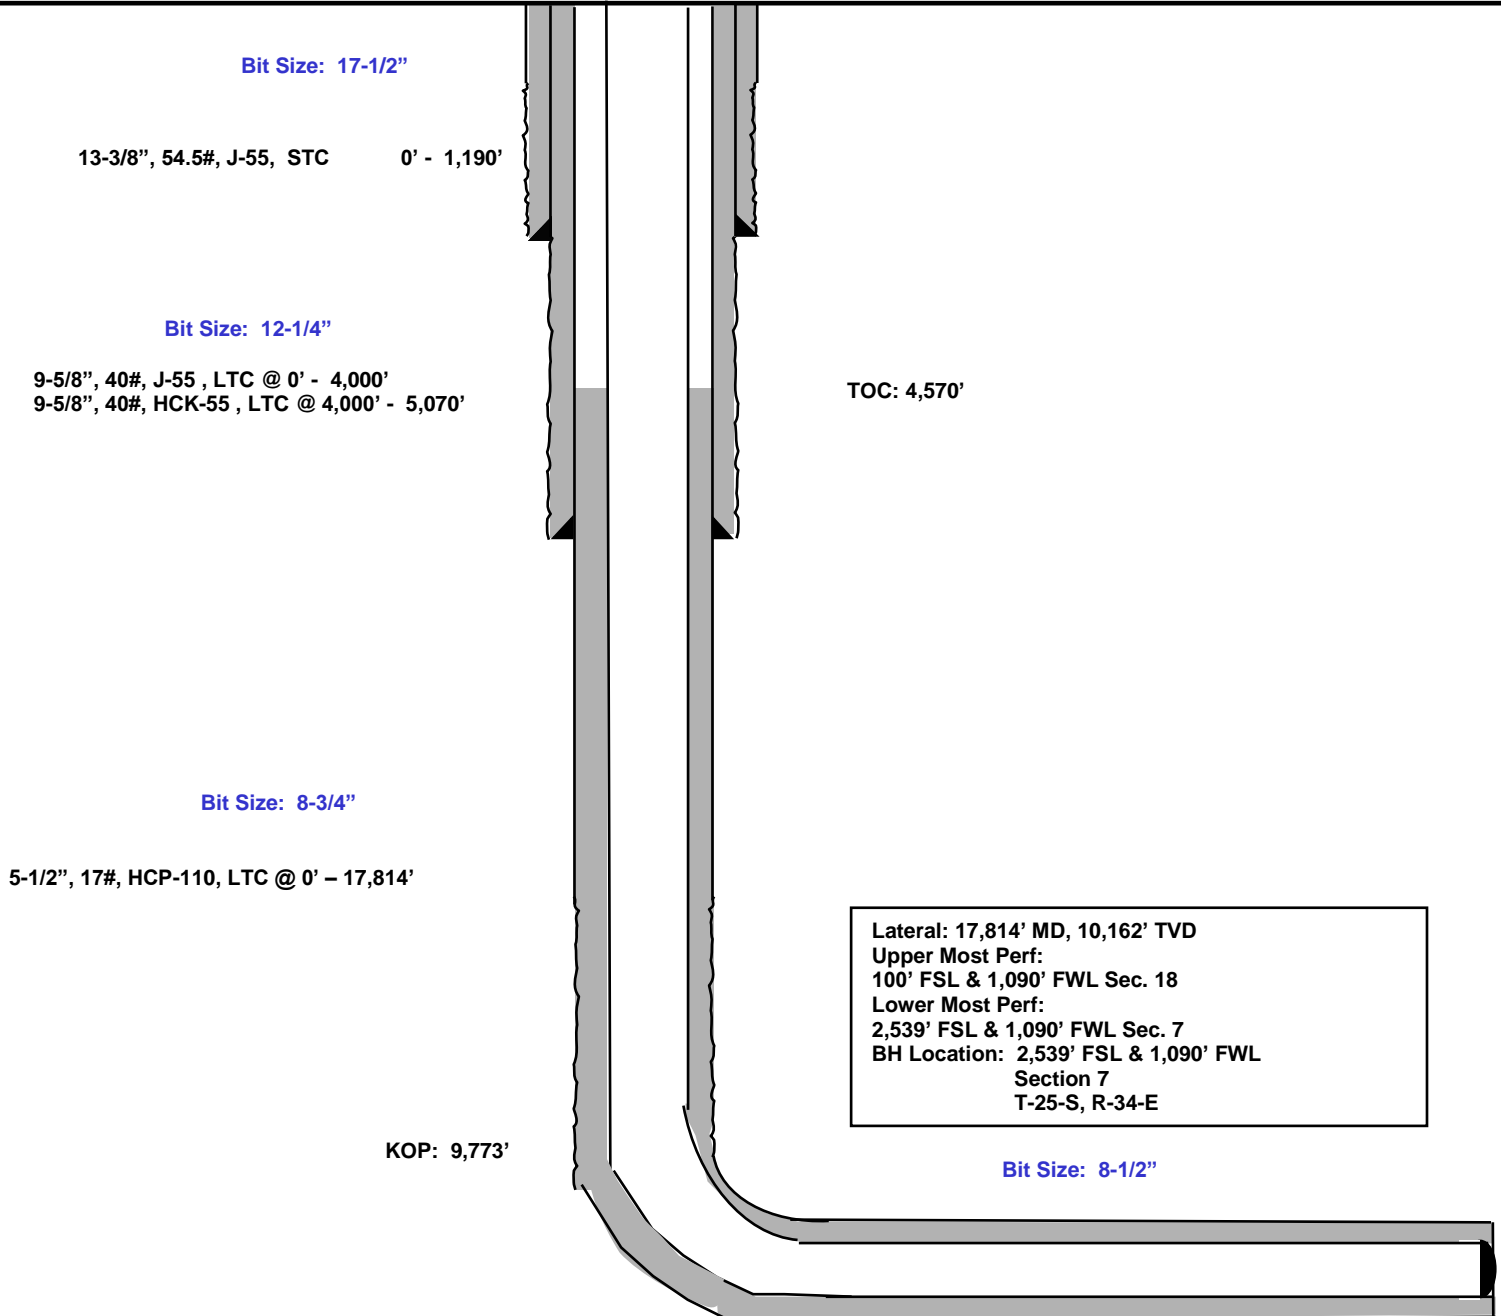 Bit Size: 17-1/2”
13-3/8”, 54.5#, J-55, STC 0’ - 1,190’
Bit Size: 12-1/4”
9-5/8”, 40#, J-55 , LTC @ 0’ - 4,000’
9-5/8”, 40#, HCK-55 , LTC @ 4,000’ - 5,070’
TOC: 4,570’
Bit Size: 8-3/4”
5-1/2”, 17#, HCP-110, LTC @ 0’ – 17,814’
Lateral: 17,814’ MD, 10,162’ TVD
Upper Most Perf:
100’ FSL & 1,090’ FWL Sec. 18
Lower Most Perf:
2,539’ FSL & 1,090’ FWL Sec. 7
BH Location: 2,539’ FSL & 1,090’ FWL
Section 7
T-25-S, R-34-E
KOP: 9,773’
Bit Size: 8-1/2”